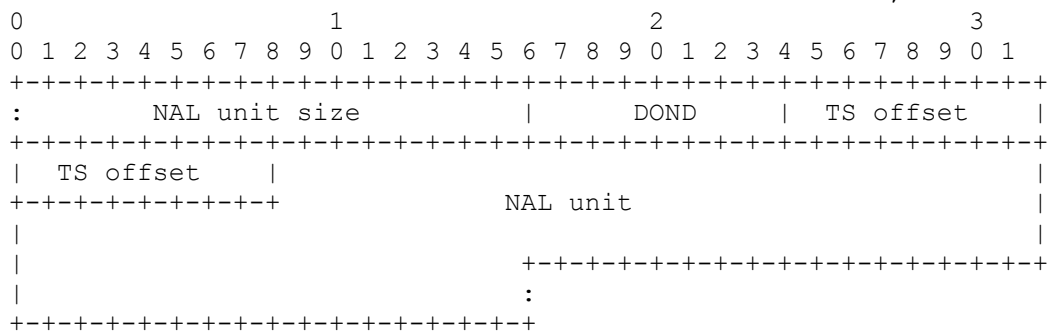 0                   1                   2                   3
0 1 2 3 4 5 6 7 8 9 0 1 2 3 4 5 6 7 8 9 0 1 2 3 4 5 6 7 8 9 0 1
+-+-+-+-+-+-+-+-+-+-+-+-+-+-+-+-+-+-+-+-+-+-+-+-+-+-+-+-+-+-+-+-+
:        NAL unit size          |      DOND     |  TS offset    |
+-+-+-+-+-+-+-+-+-+-+-+-+-+-+-+-+-+-+-+-+-+-+-+-+-+-+-+-+-+-+-+-+
|  TS offset    |                                               |
+-+-+-+-+-+-+-+-+              NAL unit                         |
|                                                               |
|                               +-+-+-+-+-+-+-+-+-+-+-+-+-+-+-+-+
|                               :
+-+-+-+-+-+-+-+-+-+-+-+-+-+-+-+-+